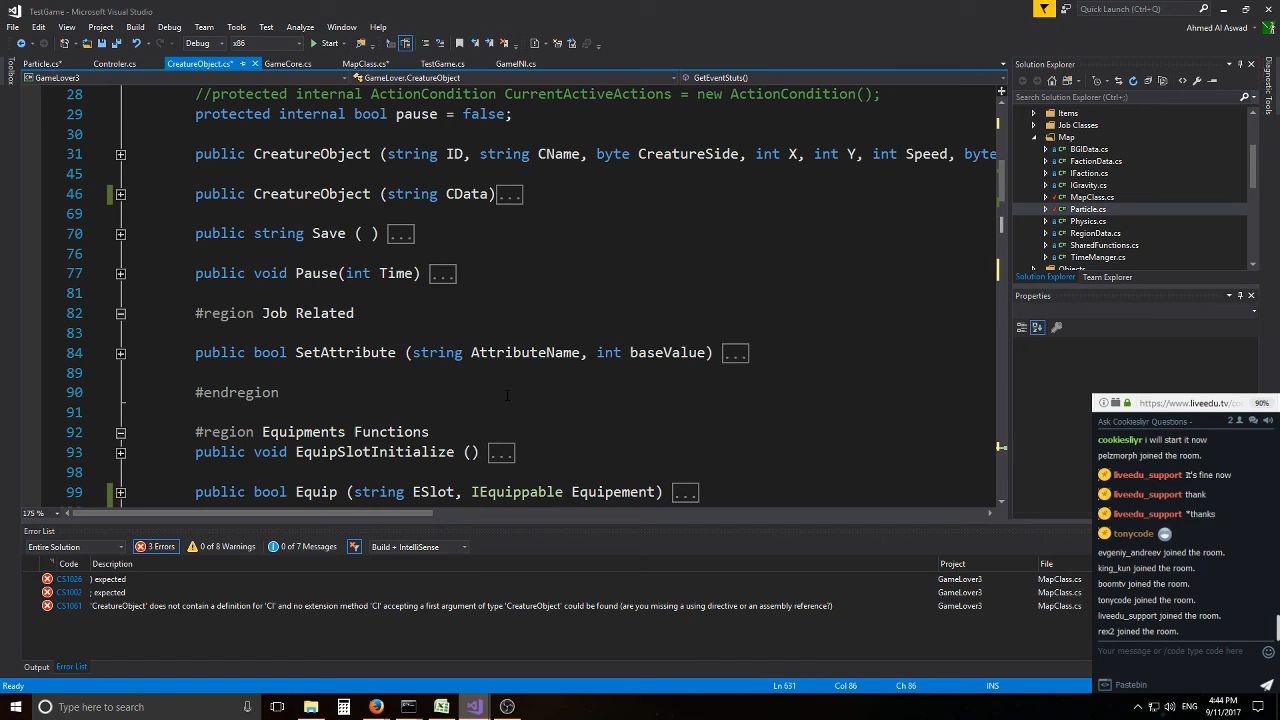 TestGame - Microsoft Visual Studio
Quick Launch (Ctrl+Q)
File Edit View Project Build Debug Team Tools Architecture Test Analyze Window Help
Ahmed Al Aswad
Debug x86 Start
Particle.cs* Controler.cs CreatureObject.cs* GameCore.cs MapClass.cs* TestGame.cs GameINI.cs
GameLover3 GameLover.CreatureObject GetEventStuts()
Toolbox
28 //protected internal ActionCondition CurrentActiveActions = new ActionCondition();
29 protected internal bool pause = false;
30
31 public CreatureObject (string ID, string CName, byte CreatureSide, int X, int Y, int Speed, byte
45
46 public CreatureObject (string CData)...
69
70 public string Save ( ) ...
76
77 public void Pause(int Time) ...
81
82 #region Job Related
83
84 public bool SetAttribute (string AttributeName, int baseValue) ...
89
90 #endregion
91
92 #region Equipments Functions
93 public void EquipSlotInitialize () ...
98
99 public bool Equip (string ESlot, IEquippable Equipement) ...
175 %
Solution Explorer
Search Solution Explorer (Ctrl+;)
Items
Job Classes
Map
BGIData.cs
FactionData.cs
IFaction.cs
IGravity.cs
MapClass.cs
Particle.cs
Physics.cs
RegionData.cs
SharedFunctions.cs
TimeManger.cs
Objects
Solution Explorer Team Explorer
Diagnostic Tools
Properties
Error List
Entire Solution 3 Errors 0 of 8 Warnings 0 of 7 Messages Build + IntelliSense
Code Description Project File
CS1026 ) expected GameLover3 MapClass.cs
CS1002 ; expected GameLover3 MapClass.cs
CS1061 'CreatureObject' does not contain a definition for 'CI' and no extension method 'CI' accepting a first argument of type 'CreatureObject' could be found (are you missing a using directive or an assembly reference?) GameLover3 MapClass.cs
Output Error List
Ready Ln 631 Col 86 Ch 86 INS
https://www.liveedu.tv/co 90%
Ask Cookiesliyr Questions - 2
cookiesliyr i will start it now
pelzmorph joined the room.
liveedu_support It's fine now
liveedu_support thank
liveedu_support *thanks
tonycode
evgeniy_andreev joined the room.
king_kun joined the room.
boomtv joined the room.
tonycode joined the room.
liveedu_support joined the room.
rex2 joined the room.
Your message or /code type code here
Pastebin
Type here to search
ENG
4:44 PM
9/11/2017